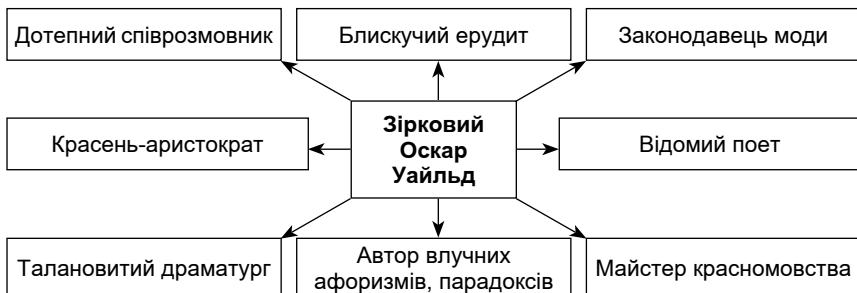 Дотепний співрозмовник
Блискучий ерудит
Законодавець моди
Красень-аристократ
Зірковий
Оскар
Уайльд
Відомий поет
Талановитий драматург
Автор влучних
афоризмів, парадоксів
Майстер красномовства